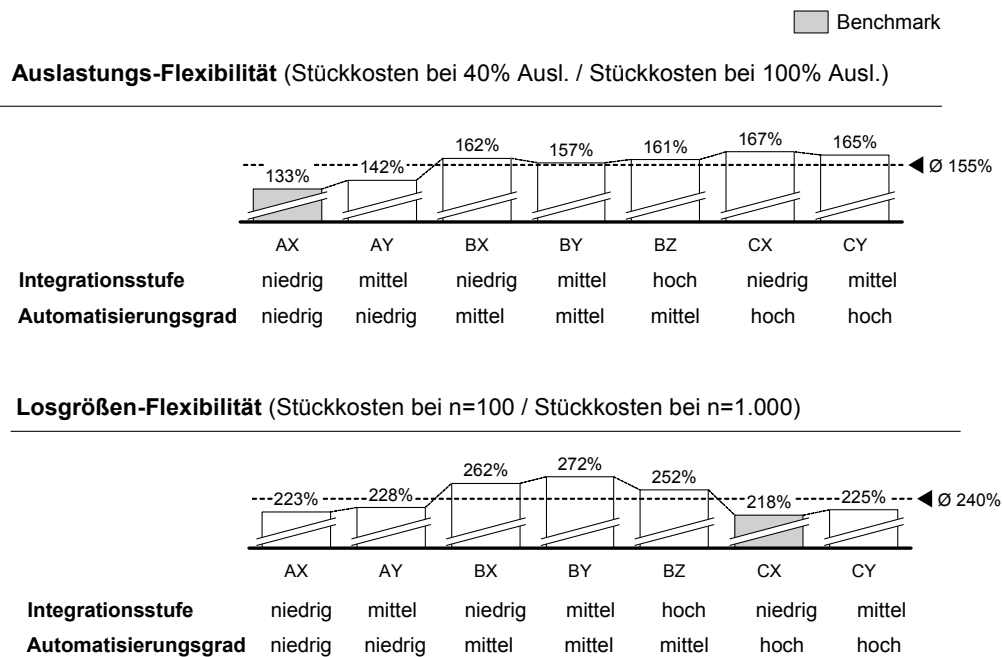 Benchmark
Auslastungs-Flexibilität (Stückkosten bei 40% Ausl. / Stückkosten bei 100% Ausl.)
133% 142% 162% 157% 161% 167% 165% Ø 155%
AX AY BX BY BZ CX CY
Integrationsstufe niedrig mittel niedrig mittel hoch niedrig mittel
Automatisierungsgrad niedrig niedrig mittel mittel mittel hoch hoch
Losgrößen-Flexibilität (Stückkosten bei n=100 / Stückkosten bei n=1.000)
223% 228% 262% 272% 252% 218% 225% Ø 240%
AX AY BX BY BZ CX CY
Integrationsstufe niedrig mittel niedrig mittel hoch niedrig mittel
Automatisierungsgrad niedrig niedrig mittel mittel mittel hoch hoch